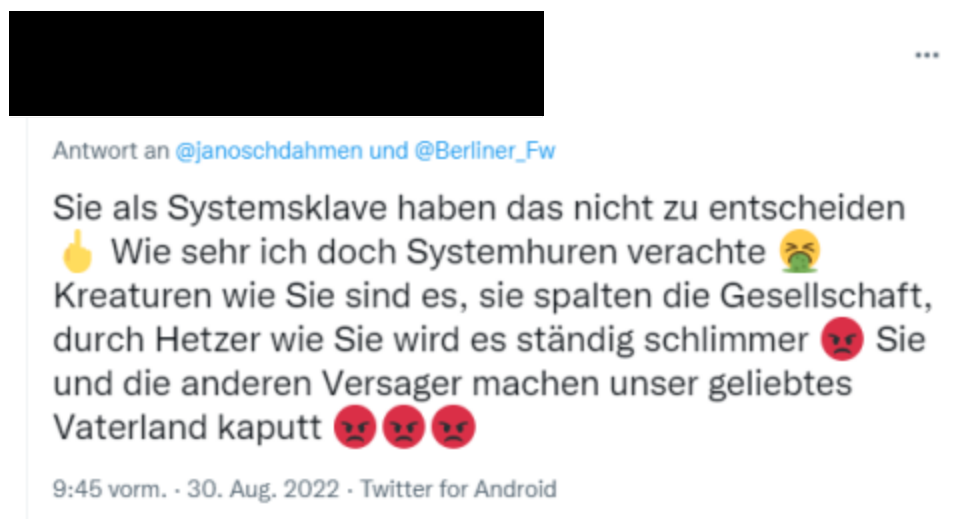 Antwort an @janoschdahmen und @Berliner_Fw
Sie als Systemsklave haben das nicht zu entscheiden
🖕 Wie sehr ich doch Systemhuren verachte 🤮
Kreaturen wie Sie sind es, sie spalten die Gesellschaft,
durch Hetzer wie Sie wird es ständig schlimmer 😡 Sie
und die anderen Versager machen unser geliebtes
Vaterland kaputt 😡😡😡
9:45 vorm. · 30. Aug. 2022 · Twitter for Android